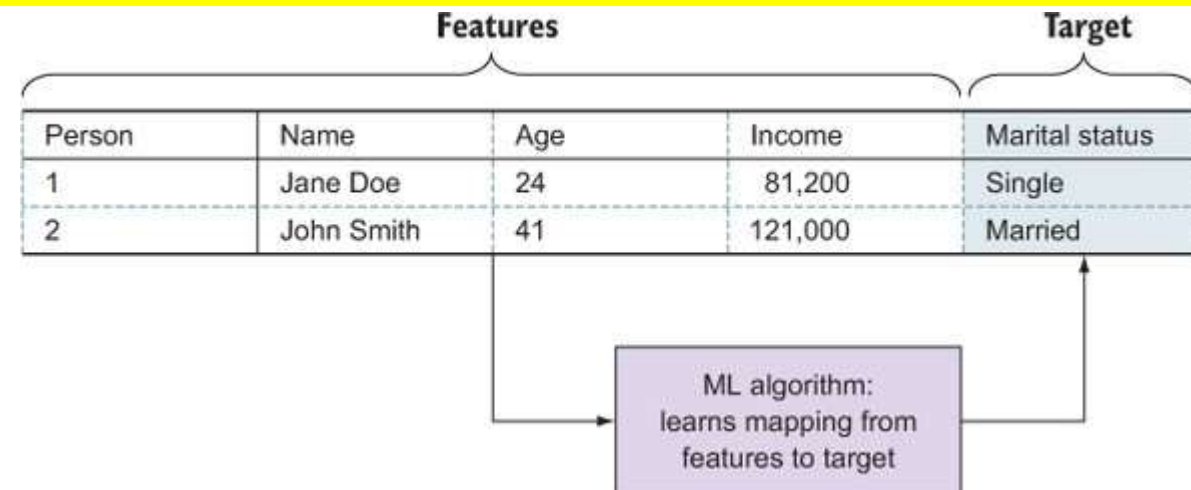 Features Target
Person Name Age Income Marital status
1 Jane Doe 24 81,200 Single
2 John Smith 41 121,000 Married
ML algorithm:
learns mapping from
features to target